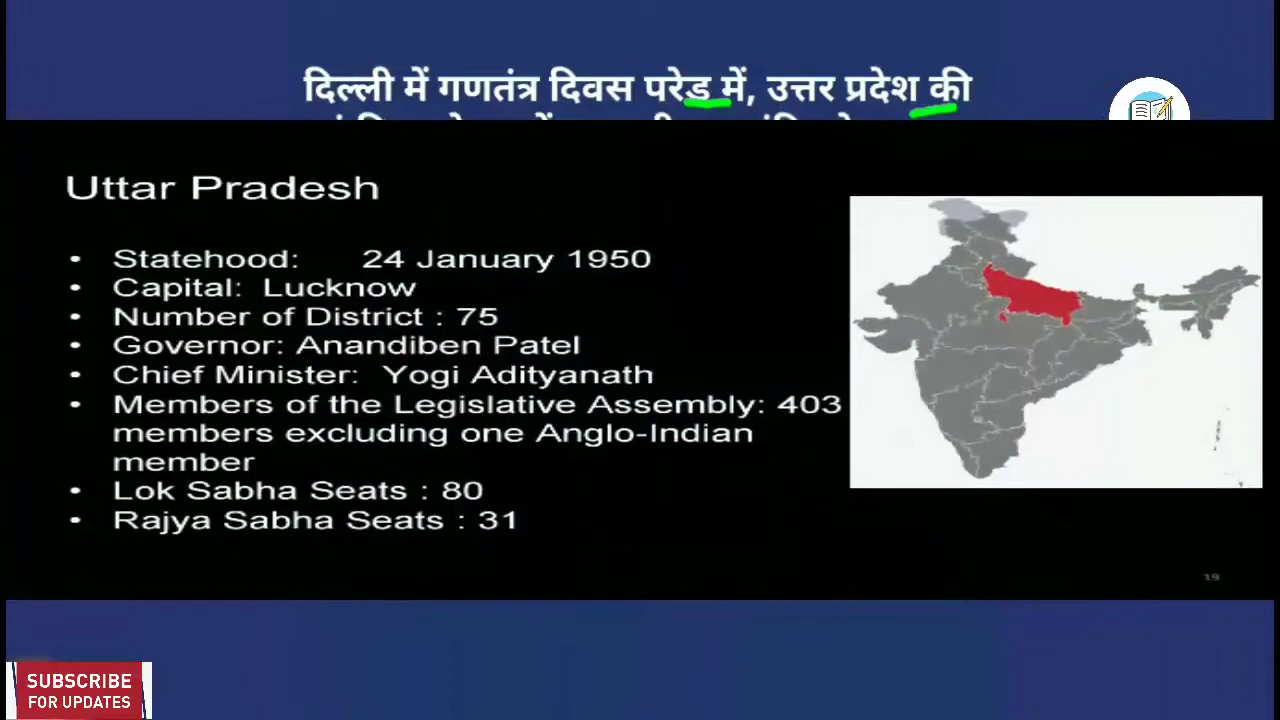 दिल्ली में गणतंत्र दिवस परेड में, उत्तर प्रदेश की
Uttar Pradesh
• Statehood: 24 January 1950
• Capital: Lucknow
• Number of District : 75
• Governor: Anandiben Patel
• Chief Minister: Yogi Adityanath
• Members of the Legislative Assembly: 403
members excluding one Anglo-Indian
member
• Lok Sabha Seats : 80
• Rajya Sabha Seats : 31
19
SUBSCRIBE
FOR UPDATES